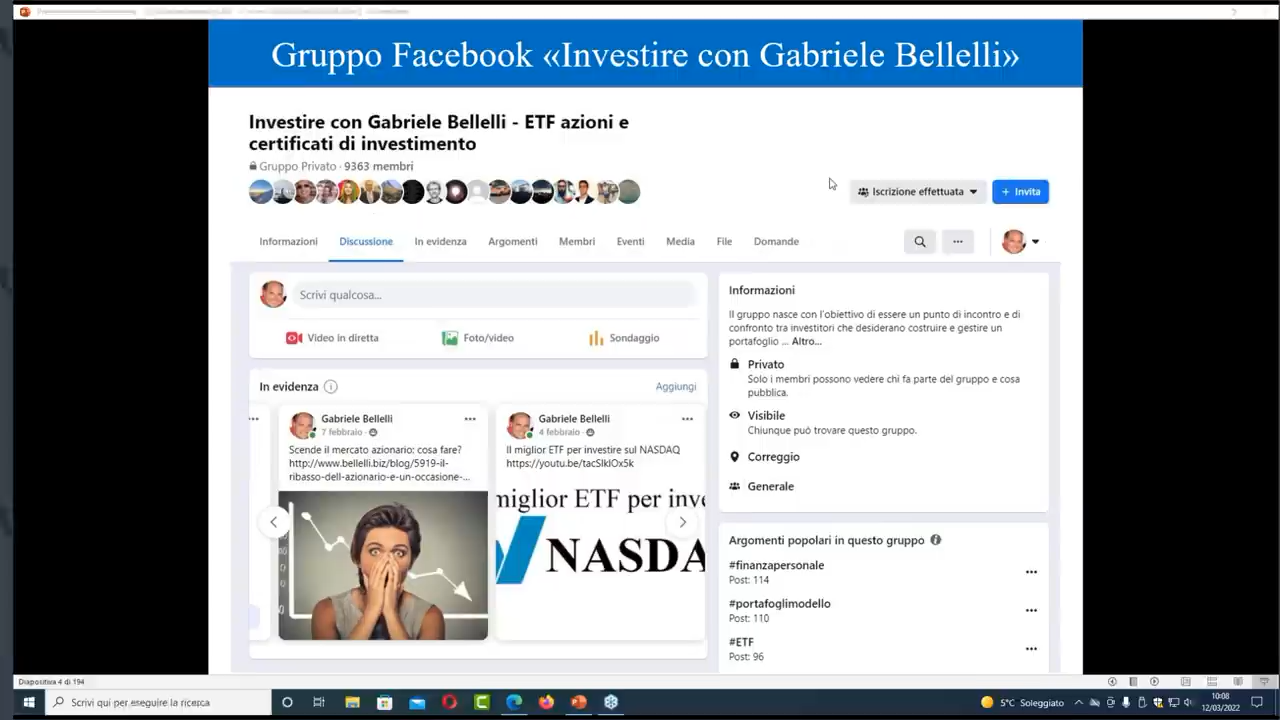 Gruppo Facebook «Investire con Gabriele Bellelli»
Investire con Gabriele Bellelli - ETF azioni e
certificati di investimento
Gruppo Privato · 9363 membri
Iscrizione effettuata
+ Invita
Informazioni
Discussione
In evidenza
Argomenti
Membri
Eventi
Media
File
Domande
Scrivi qualcosa...
Video in diretta
Foto/video
Sondaggio
In evidenza
Aggiungi
Gabriele Bellelli
7 febbraio ·
Scende il mercato azionario: cosa fare?
http://www.bellelli.biz/blog/5919-il-
ribasso-dell-azionario-e-un-occasione-...
Gabriele Bellelli
4 febbraio ·
Il miglior ETF per investire sul NASDAQ
https://youtu.be/tacSIkIOx5k
miglior ETF per inve
NASDA
Informazioni
Il gruppo nasce con l'obiettivo di essere un punto di incontro e di
confronto tra investitori che desiderano costruire e gestire un
portafoglio ... Altro...
Privato
Solo i membri possono vedere chi fa parte del gruppo e cosa
pubblica.
Visibile
Chiunque può trovare questo gruppo.
Correggio
Generale
Argomenti popolari in questo gruppo
#finanzapersonale
Post: 114
#portafoglimodello
Post: 110
#ETF
Post: 96
Diapositiva 4 di 194
Scrivi qui per eseguire la ricerca
5°C Soleggiato
10:08
12/03/2022